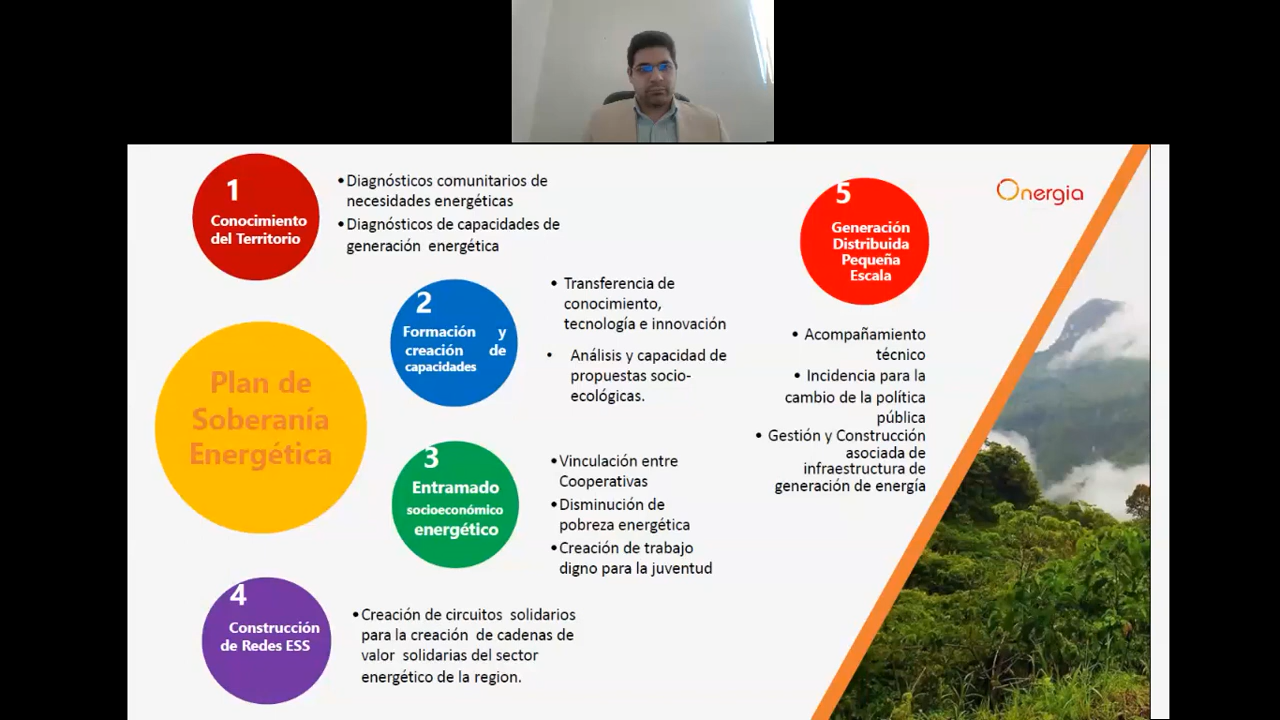 1
Conocimiento
del Territorio
•Diagnósticos comunitarios de
necesidades energéticas
•Diagnósticos de capacidades de
generación energética
2
Formación y
creación de
capacidades
• Transferencia de
conocimiento,
tecnología e innovación
• Análisis y capacidad de
propuestas socio-
ecológicas.
Plan de
Soberanía
Energética
3
Entramado
socioeconómico
energético
•Vinculación entre
Cooperativas
•Disminución de
pobreza energética
•Creación de trabajo
digno para la juventud
4
Construcción
de Redes ESS
•Creación de circuitos solidarios
para la creación de cadenas de
valor solidarias del sector
energético de la region.
5
Generación
Distribuida
Pequeña
Escala
• Acompañamiento
técnico
• Incidencia para la
cambio de la política
pública
• Gestión y Construcción
asociada de
infraestructura de
generación de energía
Onergia